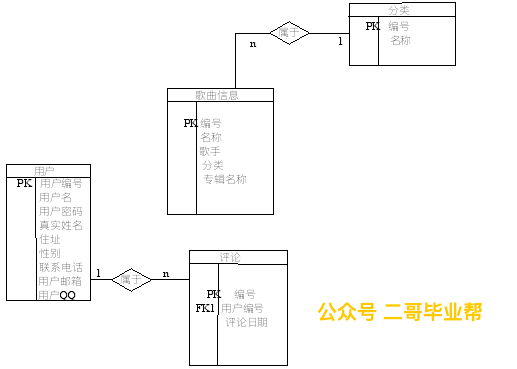 分类
PK 编号
名称
属于
n
1
歌曲信息
PK 编号
名称
歌手
分类
专辑名称
用户
PK 用户编号
用户名
用户密码
真实姓名
住址
性别
联系电话
用户邮箱
用户QQ
1
属于
n
评论
PK 编号
FK1 用户编号
评论日期
公众号 二哥毕业帮